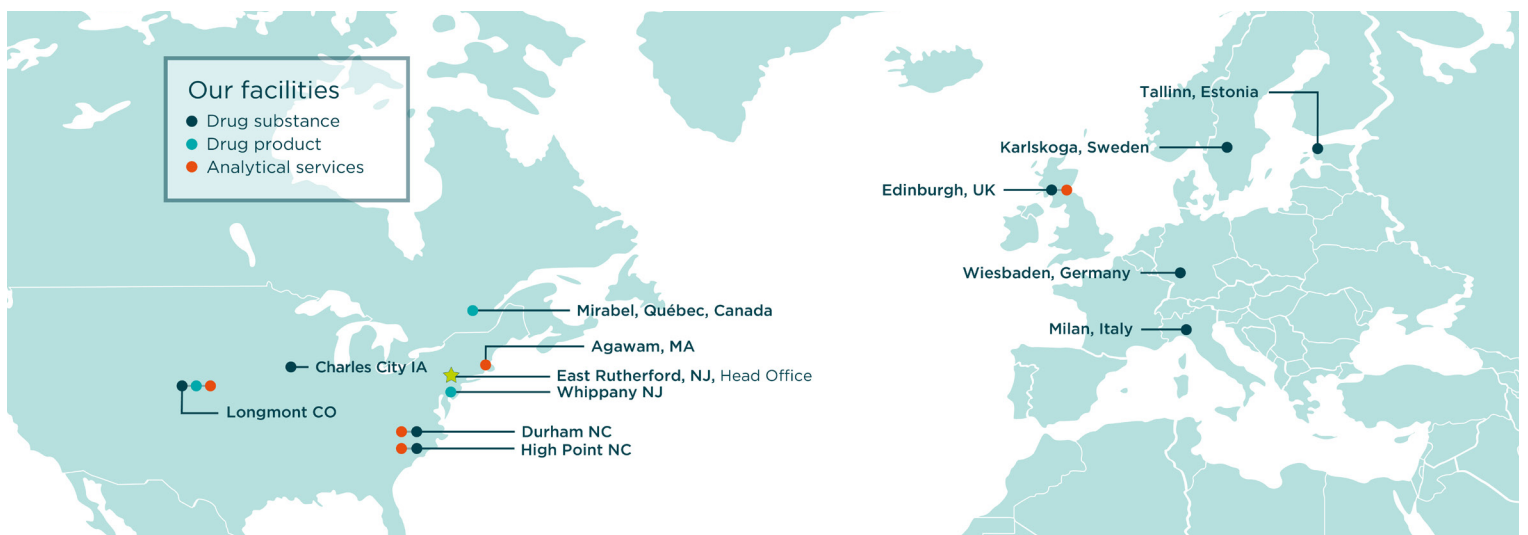 Our facilities
Drug substance
Drug product
Analytical services
Mirabel, Québec, Canada
Agawam, MA
Charles City IA
East Rutherford, NJ, Head Office
Whippany NJ
Longmont CO
Durham NC
High Point NC
Tallinn, Estonia
Karlskoga, Sweden
Edinburgh, UK
Wiesbaden, Germany
Milan, Italy